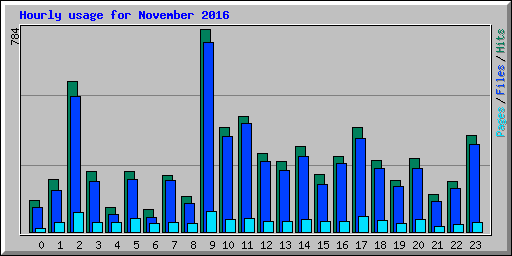 Hourly usage for November 2016
784
Pages/Files/Hits
0 1 2 3 4 5 6 7 8 9 10 11 12 13 14 15 16 17 18 19 20 21 22 23